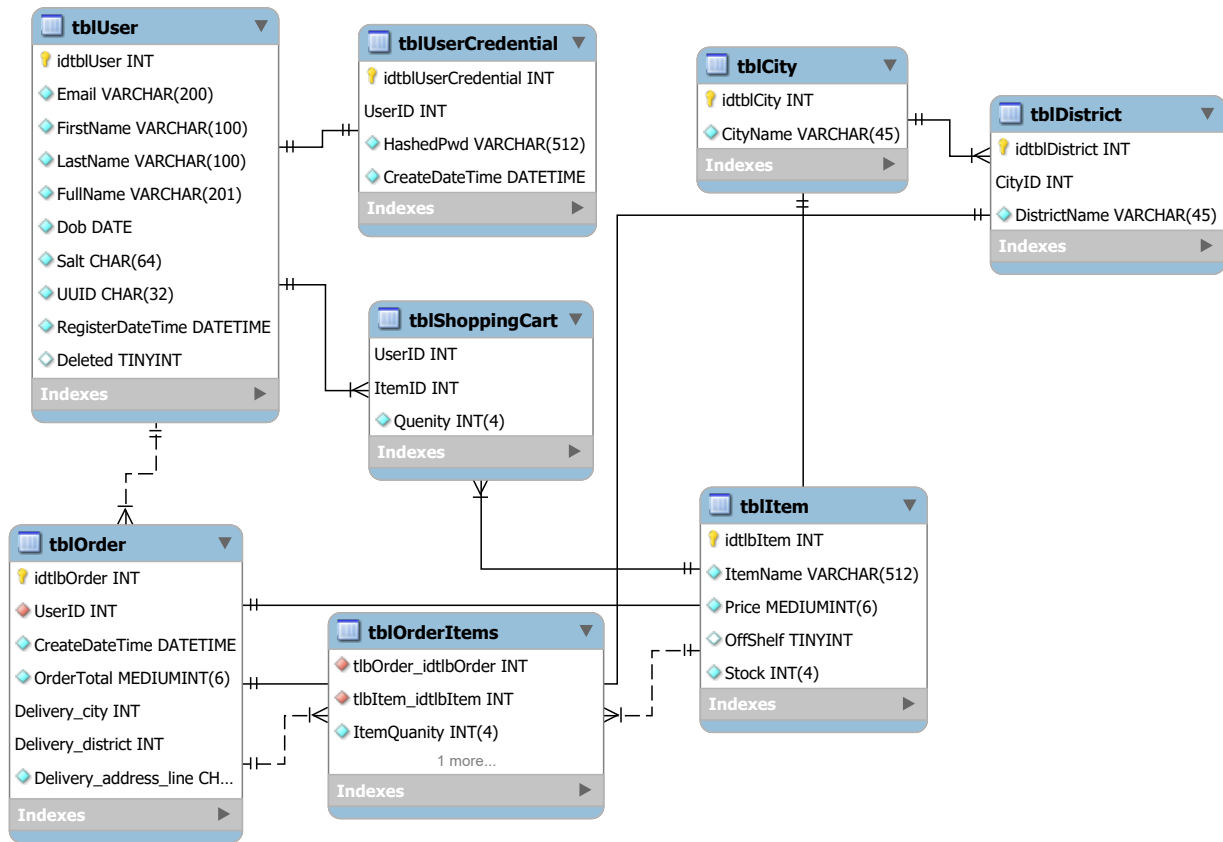 tblUser
idtblUser INT
Email VARCHAR(200)
FirstName VARCHAR(100)
LastName VARCHAR(100)
FullName VARCHAR(201)
Dob DATE
Salt CHAR(64)
UUID CHAR(32)
RegisterDateTime DATETIME
Deleted TINYINT
Indexes
tblUserCredential
idtblUserCredential INT
UserID INT
HashedPwd VARCHAR(512)
CreateDateTime DATETIME
Indexes
tblCity
idtblCity INT
CityName VARCHAR(45)
Indexes
tblDistrict
idtblDistrict INT
CityID INT
DistrictName VARCHAR(45)
Indexes
tblShoppingCart
UserID INT
ItemID INT
Quenity INT(4)
Indexes
tblOrder
idtlbOrder INT
UserID INT
CreateDateTime DATETIME
OrderTotal MEDIUMINT(6)
Delivery_city INT
Delivery_district INT
Delivery_address_line CH...
Indexes
tblOrderItems
tlbOrder_idtlbOrder INT
tlbItem_idtlbItem INT
ItemQuanity INT(4)
1 more...
Indexes
tblItem
idtlbItem INT
ItemName VARCHAR(512)
Price MEDIUMINT(6)
OffShelf TINYINT
Stock INT(4)
Indexes